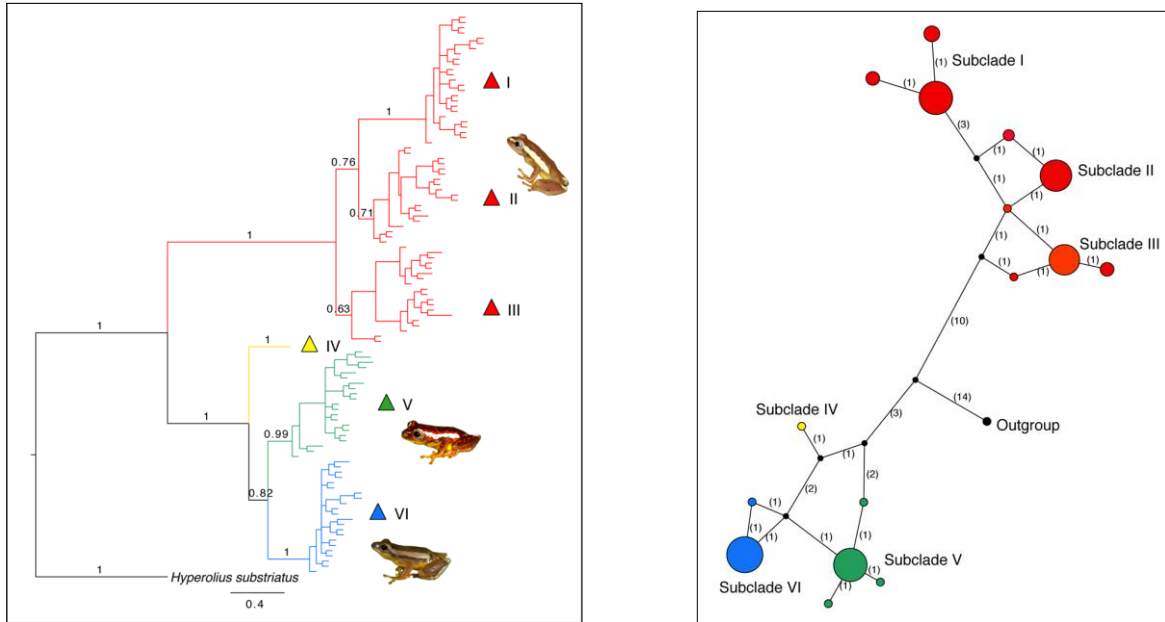 1
I
0.76
1
0.71
II
1
0.63
III
1
IV
1
V
0.99
1
0.82
VI
1
1
Hyperolius substriatus
0.4
(1)
Subclade I
(1)
(3)
(1)
(1)
Subclade II
(1)
(1)
(1)
(1)
Subclade III
(1)
(1)
(1)
(10)
(14)
Outgroup
(3)
Subclade IV
(1)
(1)
(2)
(2)
(1)
(1)
(1)
(1)
(1)
Subclade V
(1)
Subclade VI
(1)